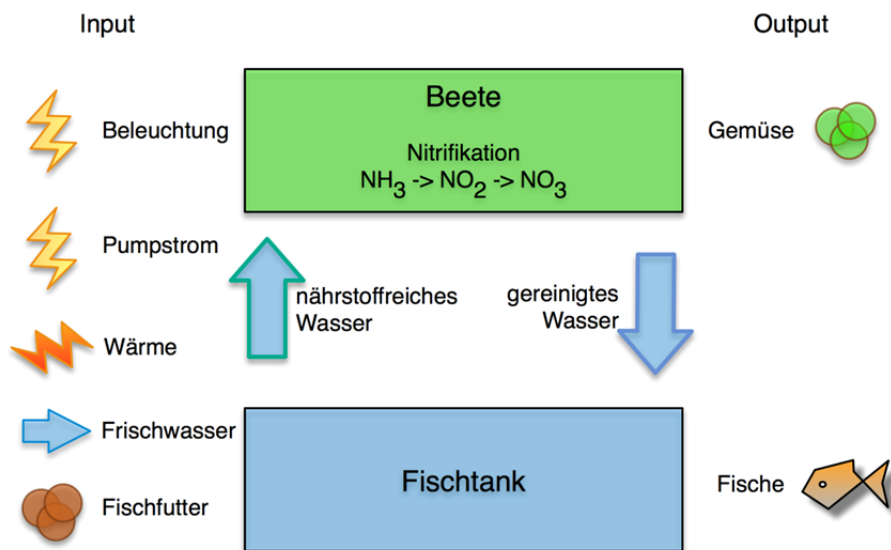 Input
Output
Beleuchtung
Beete
Gemüse
Nitrifikation
NH3 -> NO2 -> NO3
Pumpstrom
nährstoffreiches
Wasser
gereinigtes
Wasser
Wärme
Frischwasser
Fischtank
Fische
Fischfutter